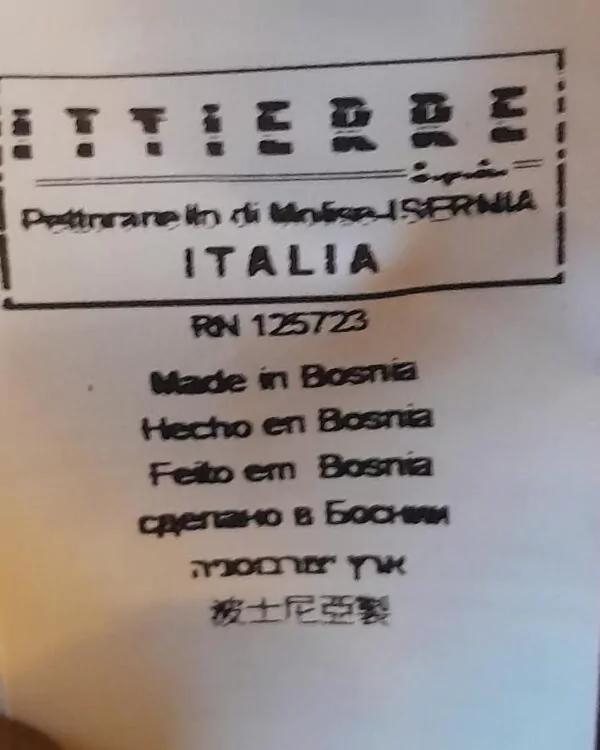 ITTIERRE
Pettoranello di Molise-ISERNIA
ITALIA
RN 125723
Made in Bosnia
Hecho en Bosnia
Feito em Bosnia
сделано в Боснии
ארץ
波士尼亞製